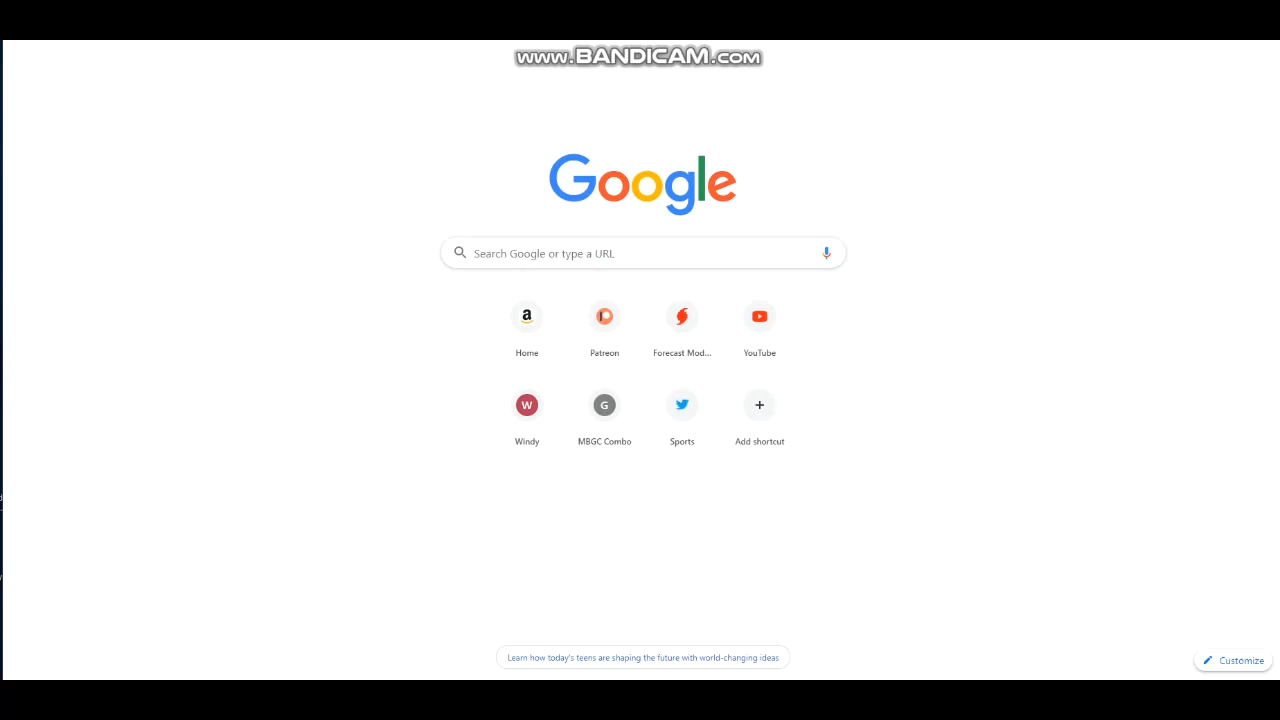 www.BANDICAM.com
Google
Search Google or type a URL
a
Home
Patreon
Forecast Mod...
YouTube
W
Windy
G
MBGC Combo
Sports
+
Add shortcut
Learn how today's teens are shaping the future with world-changing ideas
Customize